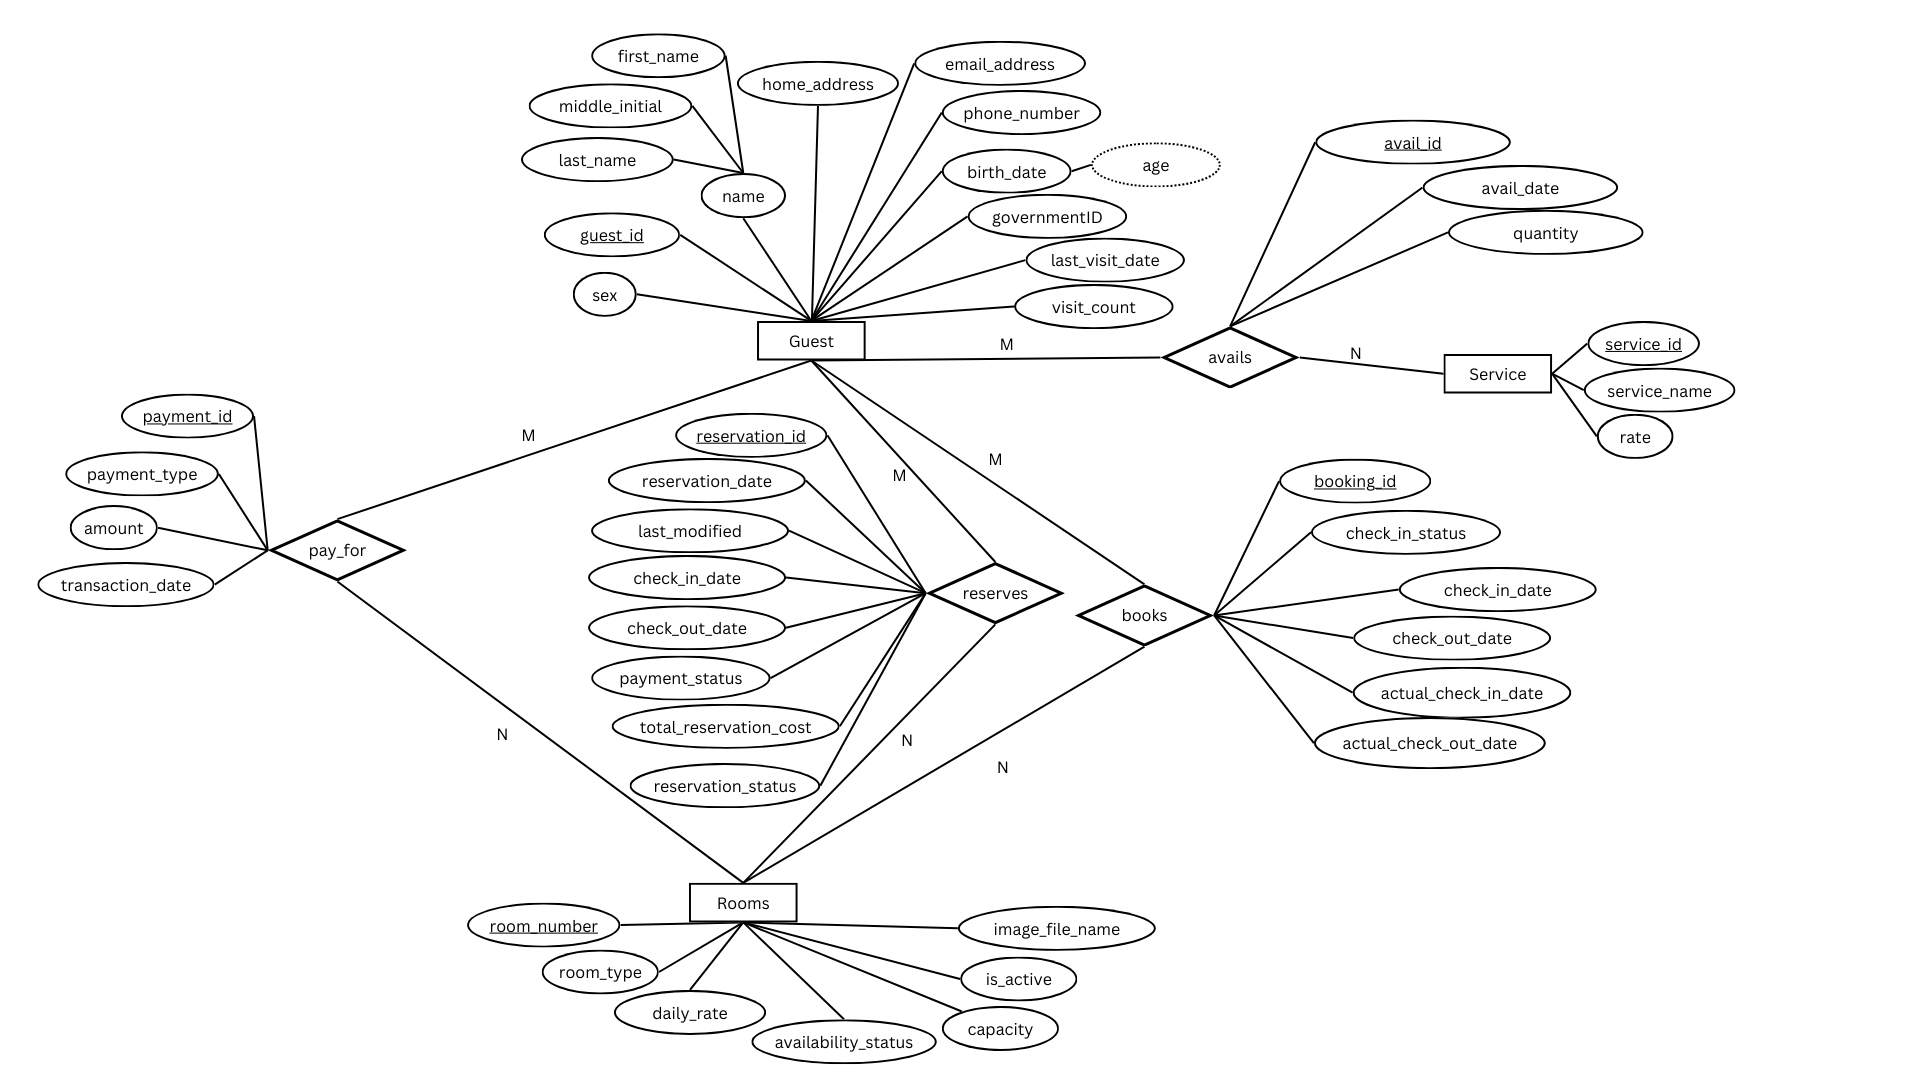 first_name
middle_initial
last_name
name
home_address
email_address
phone_number
birth_date
age
governmentID
last_visit_date
visit_count
guest_id
sex
Guest
M
avails
N
avail_id
avail_date
quantity
Service
service_id
service_name
rate
payment_id
payment_type
amount
transaction_date
pay_for
M
N
reservation_id
reservation_date
last_modified
check_in_date
check_out_date
payment_status
total_reservation_cost
reservation_status
reserves
M
N
books
M
N
booking_id
check_in_status
check_in_date
check_out_date
actual_check_in_date
actual_check_out_date
Rooms
room_number
room_type
daily_rate
availability_status
capacity
is_active
image_file_name